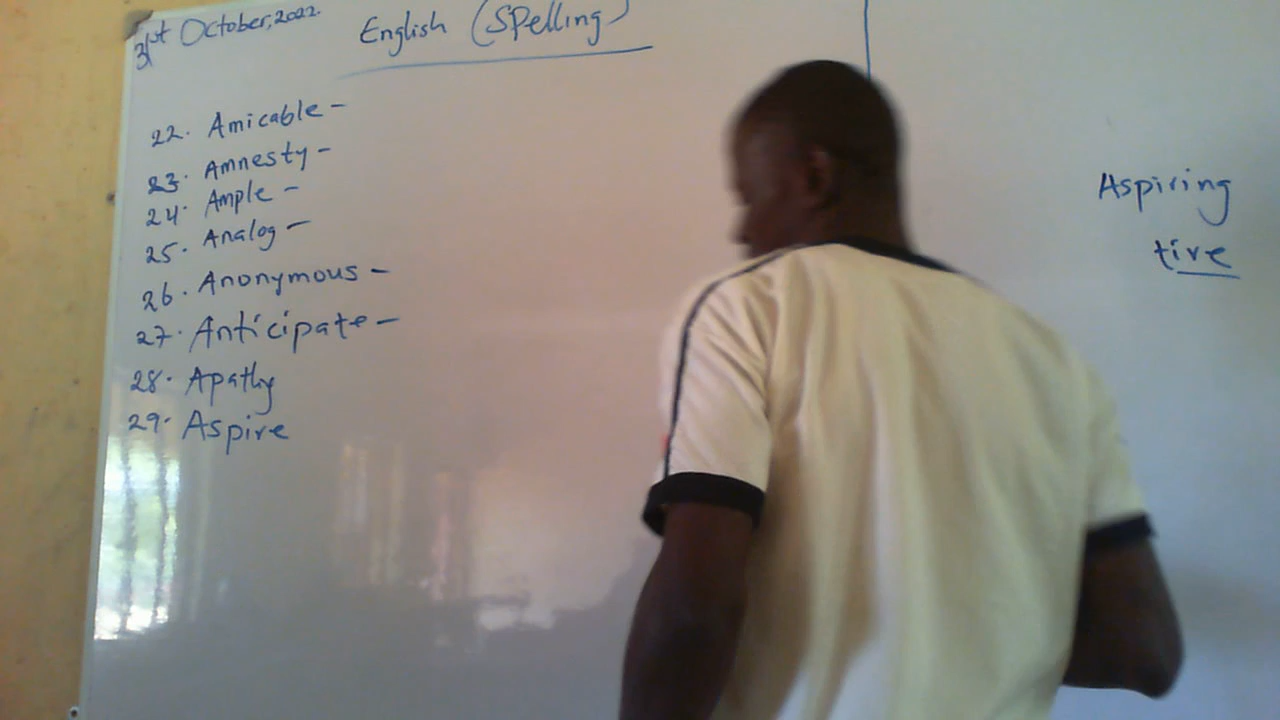 31st October, 2022.
English (Spelling)
22. Amicable -
23. Amnesty -
24. Ample -
25. Analog -
26. Anonymous -
27. Anticipate -
28. Apathy
29. Aspire
Aspiring
tire